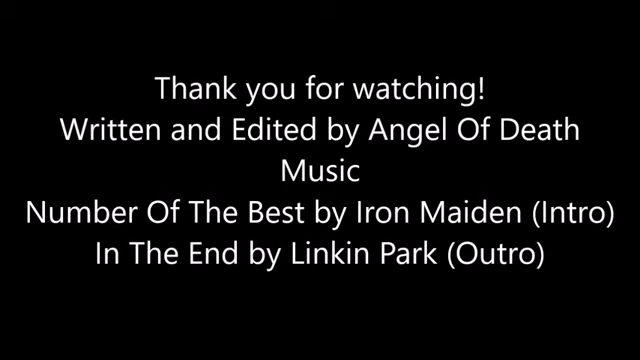 Thank you for watching!
Written and Edited by Angel Of Death
Music
Number Of The Best by Iron Maiden (Intro)
In The End by Linkin Park (Outro)